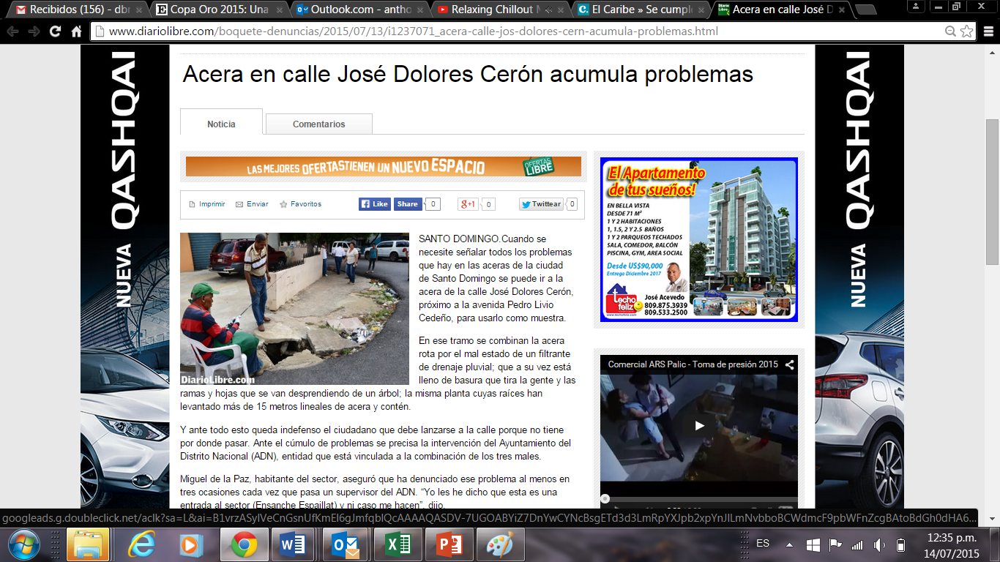 Recibidos (156) - dbr
Copa Oro 2015: Una
Outlook.com - antho
Relaxing Chillout M
El Caribe » Se cumple
Acera en calle José D
www.diariolibre.com/boquete-denuncias/2015/07/13/i1237071_acera-calle-jos-dolores-cern-acumula-problemas.html
NUEVA QASHQAI
Acera en calle José Dolores Cerón acumula problemas
Noticia
Comentarios
LAS MEJORES OFERTAS TIENEN UN NUEVO ESPACIO
OFERTAS LIBRE
Imprimir
Enviar
Favoritos
Like
Share
0
g+1
0
Twittear
0
DiarioLibre.com
SANTO DOMINGO.Cuando se
necesite señalar todos los problemas
que hay en las aceras de la ciudad
de Santo Domingo se puede ir a la
acera de la calle José Dolores Cerón,
próximo a la avenida Pedro Livio
Cedeño, para usarlo como muestra.
En ese tramo se combinan la acera
rota por el mal estado de un filtrante
de drenaje pluvial; que a su vez está
lleno de basura que tira la gente y las
ramas y hojas que se van desprendiendo de un árbol; la misma planta cuyas raíces han
levantado más de 15 metros lineales de acera y contén.
Y ante todo esto queda indefenso el ciudadano que debe lanzarse a la calle porque no tiene
por donde pasar. Ante el cúmulo de problemas se precisa la intervención del Ayuntamiento del
Distrito Nacional (ADN), entidad que está vinculada a la combinación de los tres males.
Miguel de la Paz, habitante del sector, aseguró que ha denunciado ese problema al menos en
tres ocasiones cada vez que pasa un supervisor del ADN. “Yo les he dicho que esta es una
entrada al sector (Ensanche Espaillat) y ni caso me hacen”, dijo.
El Apartamento
de tus sueños!
EN BELLA VISTA
DESDE 71 M²
1 Y 2 HABITACIONES
1, 1.5, 2 Y 2.5 BAÑOS
1 Y 2 PARQUEOS TECHADOS
SALA, COMEDOR, BALCÓN
PISCINA, GYM, AREA SOCIAL
Desde US$90,000
Entrega Diciembre 2017
techo
feliz
www.techofeliz.com
José Acevedo
809.875.3939
809.533.2500
Comercial ARS Palic - Toma de presión 2015
NUEVA QASHQAI
ES
12:35 p.m.
14/07/2015